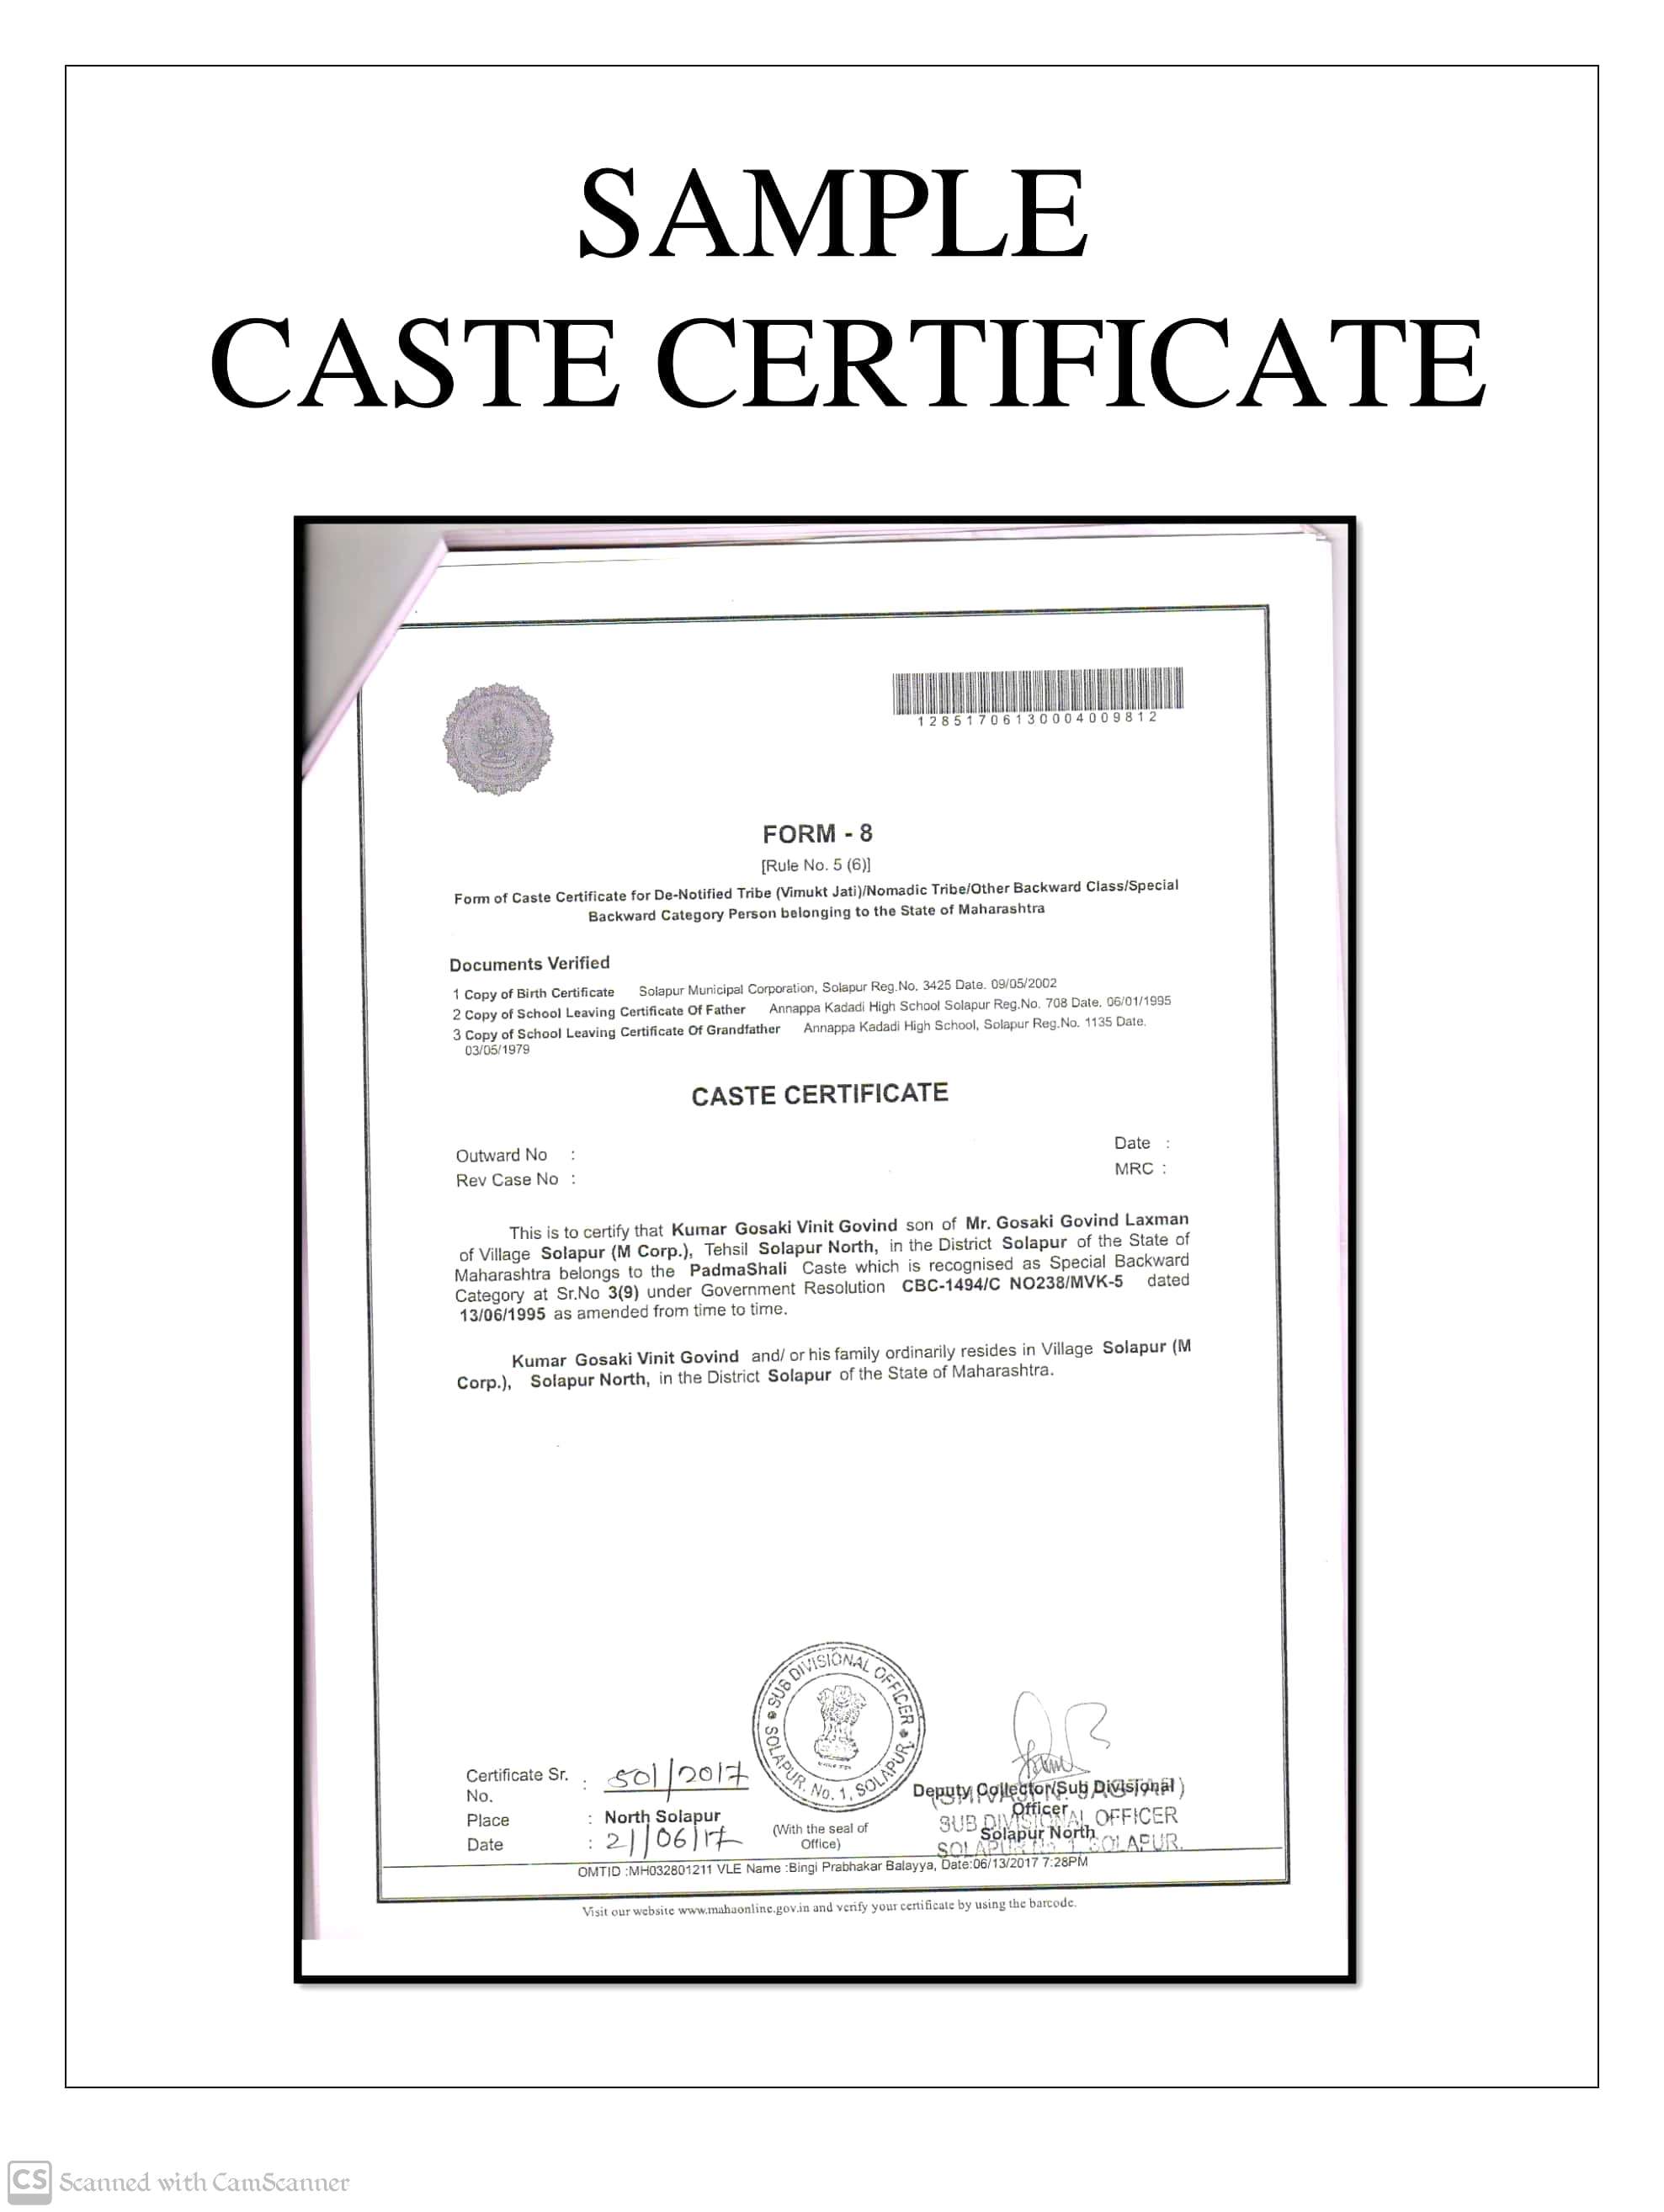 SAMPLE
CASTE CERTIFICATE
12851706130004009812
FORM - 8
[Rule No. 5 (6)]
Form of Caste Certificate for De-Notified Tribe (Vimukt Jati)/Nomadic Tribe/Other Backward Class/Special
Backward Category Person belonging to the State of Maharashtra
Documents Verified
1 Copy of Birth Certificate Solapur Municipal Corporation, Solapur Reg.No. 3425 Date. 09/05/2002
2 Copy of School Leaving Certificate Of Father Annappa Kadadi High School Solapur Reg.No. 708 Date. 06/01/1995
3 Copy of School Leaving Certificate Of Grandfather Annappa Kadadi High School, Solapur Reg.No. 1135 Date.
03/05/1979
CASTE CERTIFICATE
Outward No :
Date :
Rev Case No :
MRC :
This is to certify that Kumar Gosaki Vinit Govind son of Mr. Gosaki Govind Laxman
of Village Solapur (M Corp.), Tehsil Solapur North, in the District Solapur of the State of
Maharashtra belongs to the PadmaShali Caste which is recognised as Special Backward
Category at Sr.No 3(9) under Government Resolution CBC-1494/C NO238/MVK-5 dated
13/06/1995 as amended from time to time.
Kumar Gosaki Vinit Govind and/ or his family ordinarily resides in Village Solapur (M
Corp.), Solapur North, in the District Solapur of the State of Maharashtra.
SUB DIVISIONAL OFFICER
SOLAPUR. No. 1, SOLAPUR.
Certificate Sr. : 501/2017
No.
Place : North Solapur
Date : 21/06/17
(With the seal of
Office)
Deputy Collector/Sub Divisional
Officer
SUB DIVISIONAL OFFICER
Solapur North
SOLAPUR No. 1, SOLAPUR.
OMTID :MH032801211 VLE Name :Bingi Prabhakar Balayya, Date:06/13/2017 7:28PM
Visit our website www.mahaonline.gov.in and verify your certificate by using the barcode.
CS Scanned with CamScanner